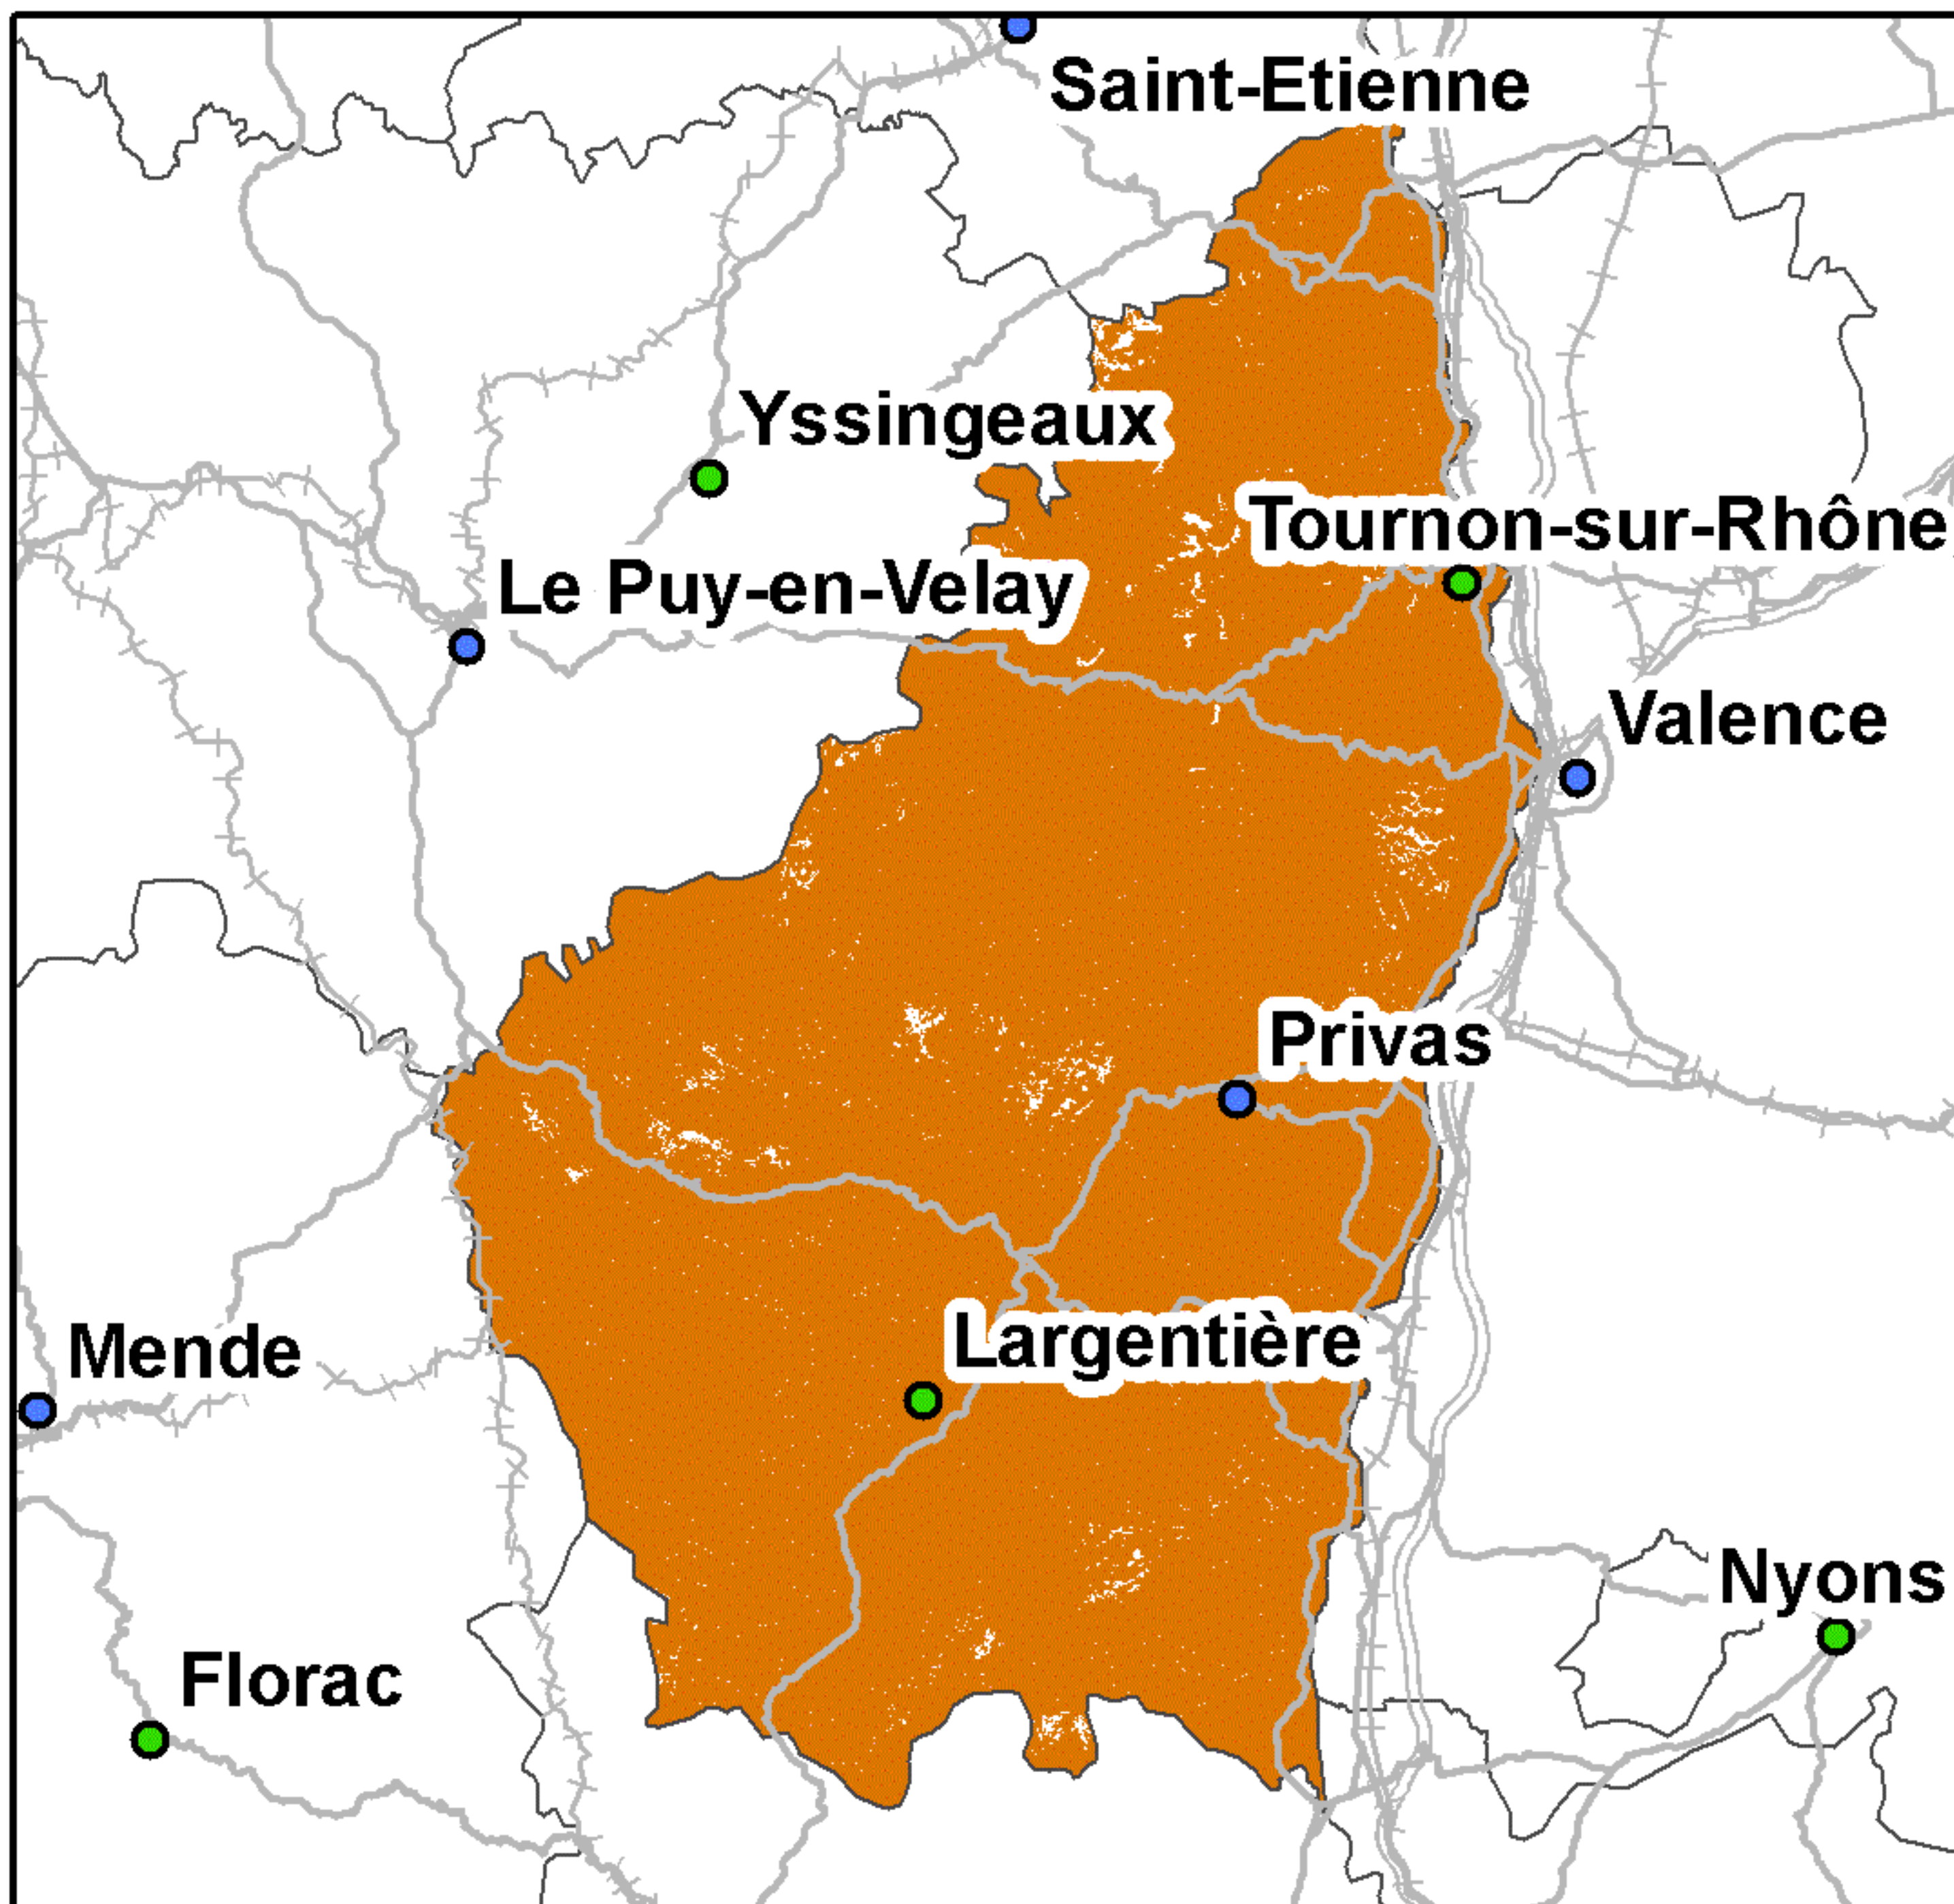 Saint-Etienne
Yssingeaux
Tournon-sur-Rhône
Le Puy-en-Velay
Valence
Privas
Largentière
Mende
Nyons
Florac